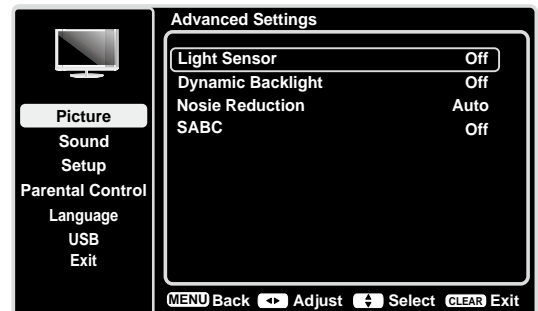 Advanced Settings
Light Sensor Off
Dynamic Backlight Off
Nosie Reduction Auto
SABC Off
Picture
Sound
Setup
Parental Control
Language
USB
Exit
MENU Back Adjust Select CLEAR Exit